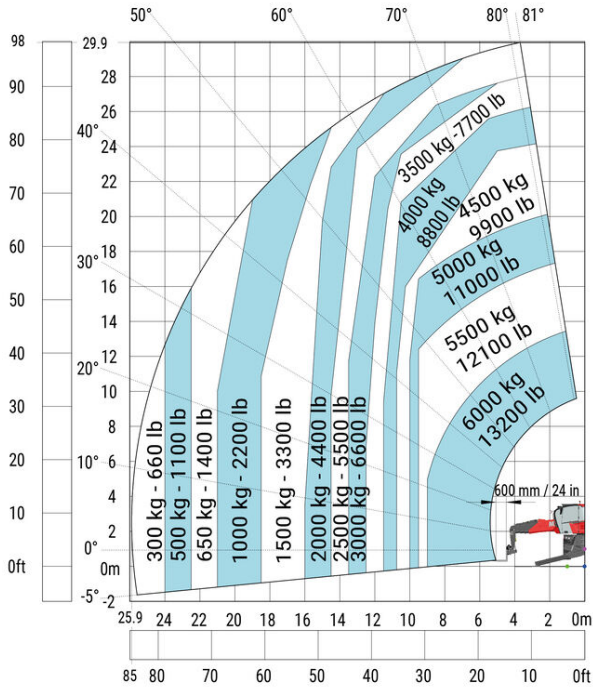 50° 60° 70° 80° 81°
98 29.9
90 28
26
80 24
40°
70 22
20
60 18
30°
50 16
14
40 12
20°
30 10
8
20 6
10°
4
10 2
0°
0ft 0m
-5° -2
3500 kg -7700 lb
4000 kg
8800 lb
4500 kg
9900 lb
5000 kg
11000 lb
5500 kg
12100 lb
6000 kg
13200 lb
300 kg - 660 lb
500 kg - 1100 lb
650 kg - 1400 lb
1000 kg - 2200 lb
1500 kg - 3300 lb
2000 kg - 4400 lb
2500 kg - 5500 lb
3000 kg - 6600 lb
600 mm / 24 in
25.9 24 22 20 18 16 14 12 10 8 6 4 2 0m
85 80 70 60 50 40 30 20 10 0ft